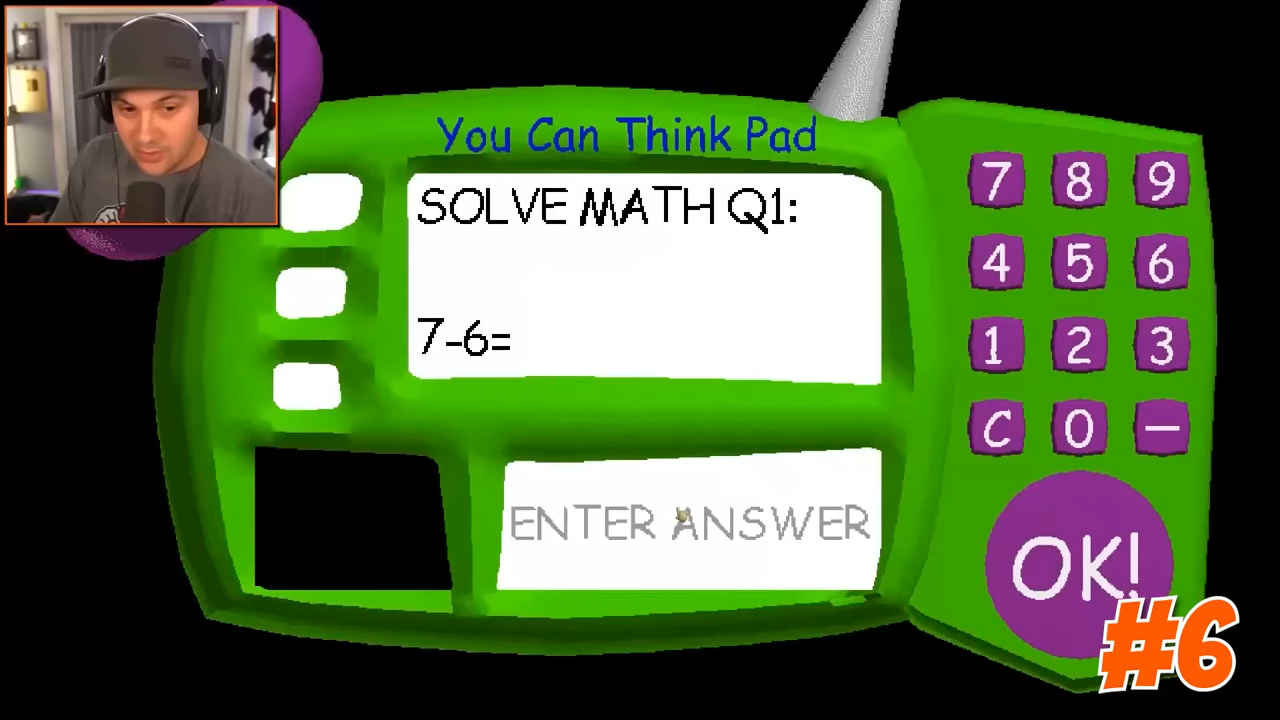 You Can Think Pad
SOLVE MATH Q1:
7-6=
ENTER ANSWER
7 8 9
4 5 6
1 2 3
C 0 −
OK!
#6